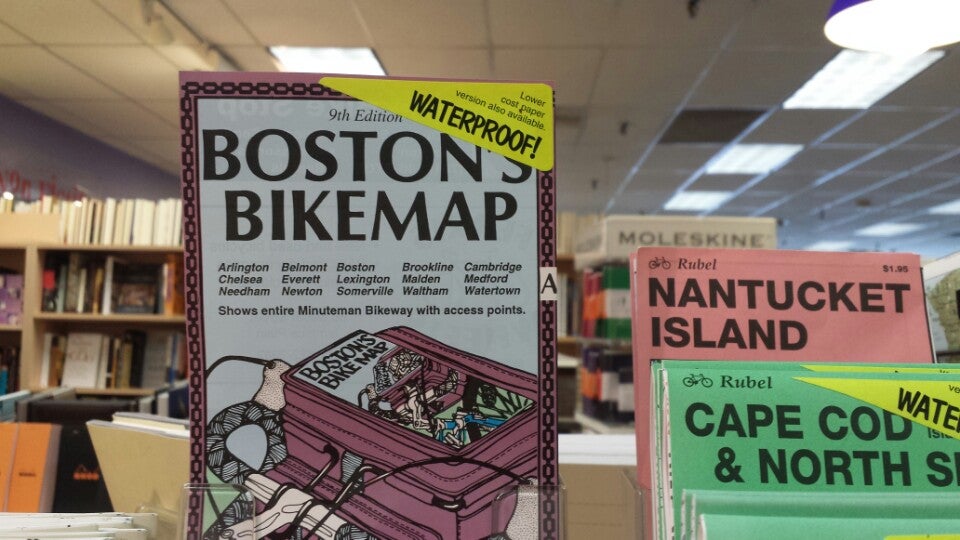 9th Edition
Lower
cost paper
version also available.
WATERPROOF!
BOSTON'S
BIKEMAP
Arlington Belmont Boston Brookline Cambridge
Chelsea Everett Lexington Malden Medford
Needham Newton Somerville Waltham Watertown
Shows entire Minuteman Bikeway with access points.
A
BOSTON'S
BIKE MAP
MOLESKINE
Rubel $1.95
NANTUCKET
ISLAND
Rubel
CAPE COD
& NORTH